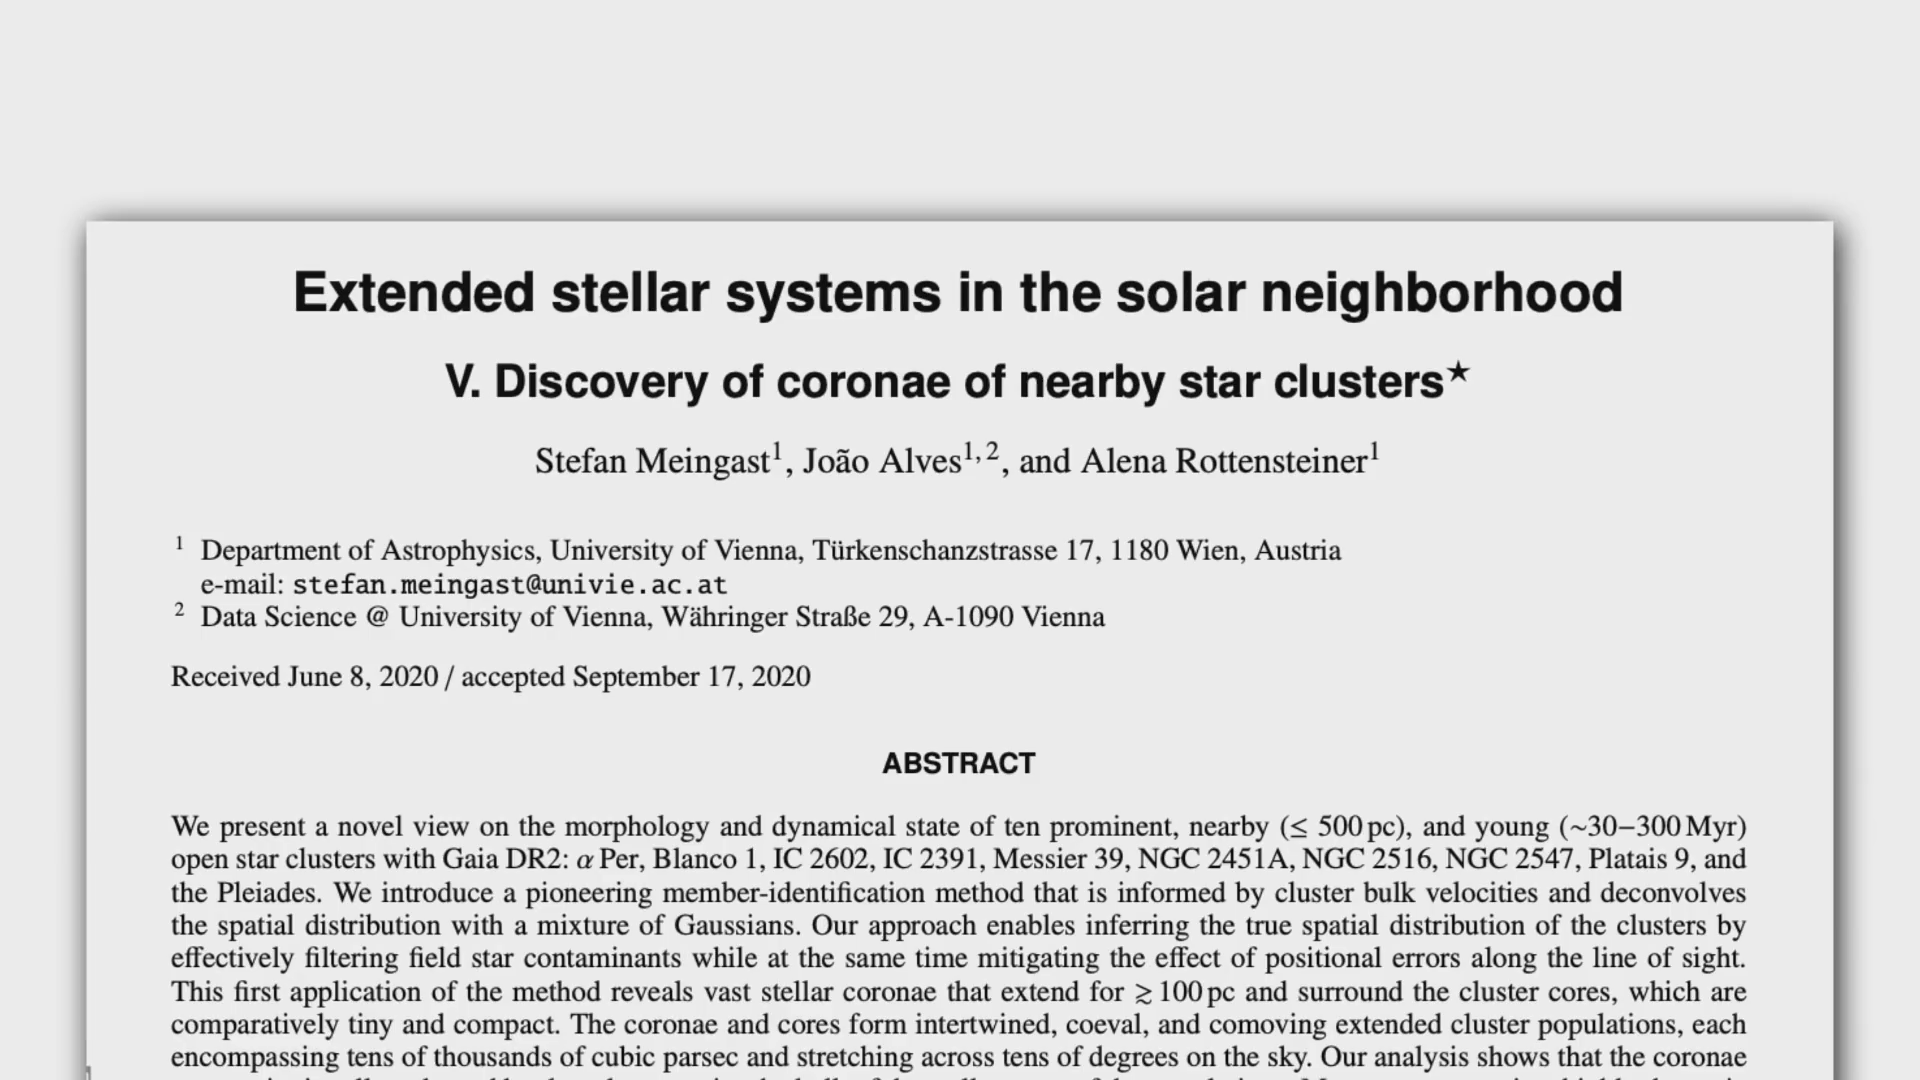 Extended stellar systems in the solar neighborhood
V. Discovery of coronae of nearby star clusters★
Stefan Meingast1, João Alves1,2, and Alena Rottensteiner1
1 Department of Astrophysics, University of Vienna, Türkenschanzstrasse 17, 1180 Wien, Austria
e-mail: stefan.meingast@univie.ac.at
2 Data Science @ University of Vienna, Währinger Straße 29, A-1090 Vienna
Received June 8, 2020 / accepted September 17, 2020
ABSTRACT
We present a novel view on the morphology and dynamical state of ten prominent, nearby (≤ 500 pc), and young (~30–300 Myr)
open star clusters with Gaia DR2: α Per, Blanco 1, IC 2602, IC 2391, Messier 39, NGC 2451A, NGC 2516, NGC 2547, Platais 9, and
the Pleiades. We introduce a pioneering member-identification method that is informed by cluster bulk velocities and deconvolves
the spatial distribution with a mixture of Gaussians. Our approach enables inferring the true spatial distribution of the clusters by
effectively filtering field star contaminants while at the same time mitigating the effect of positional errors along the line of sight.
This first application of the method reveals vast stellar coronae that extend for ≳ 100 pc and surround the cluster cores, which are
comparatively tiny and compact. The coronae and cores form intertwined, coeval, and comoving extended cluster populations, each
encompassing tens of thousands of cubic parsec and stretching across tens of degrees on the sky. Our analysis shows that the coronae